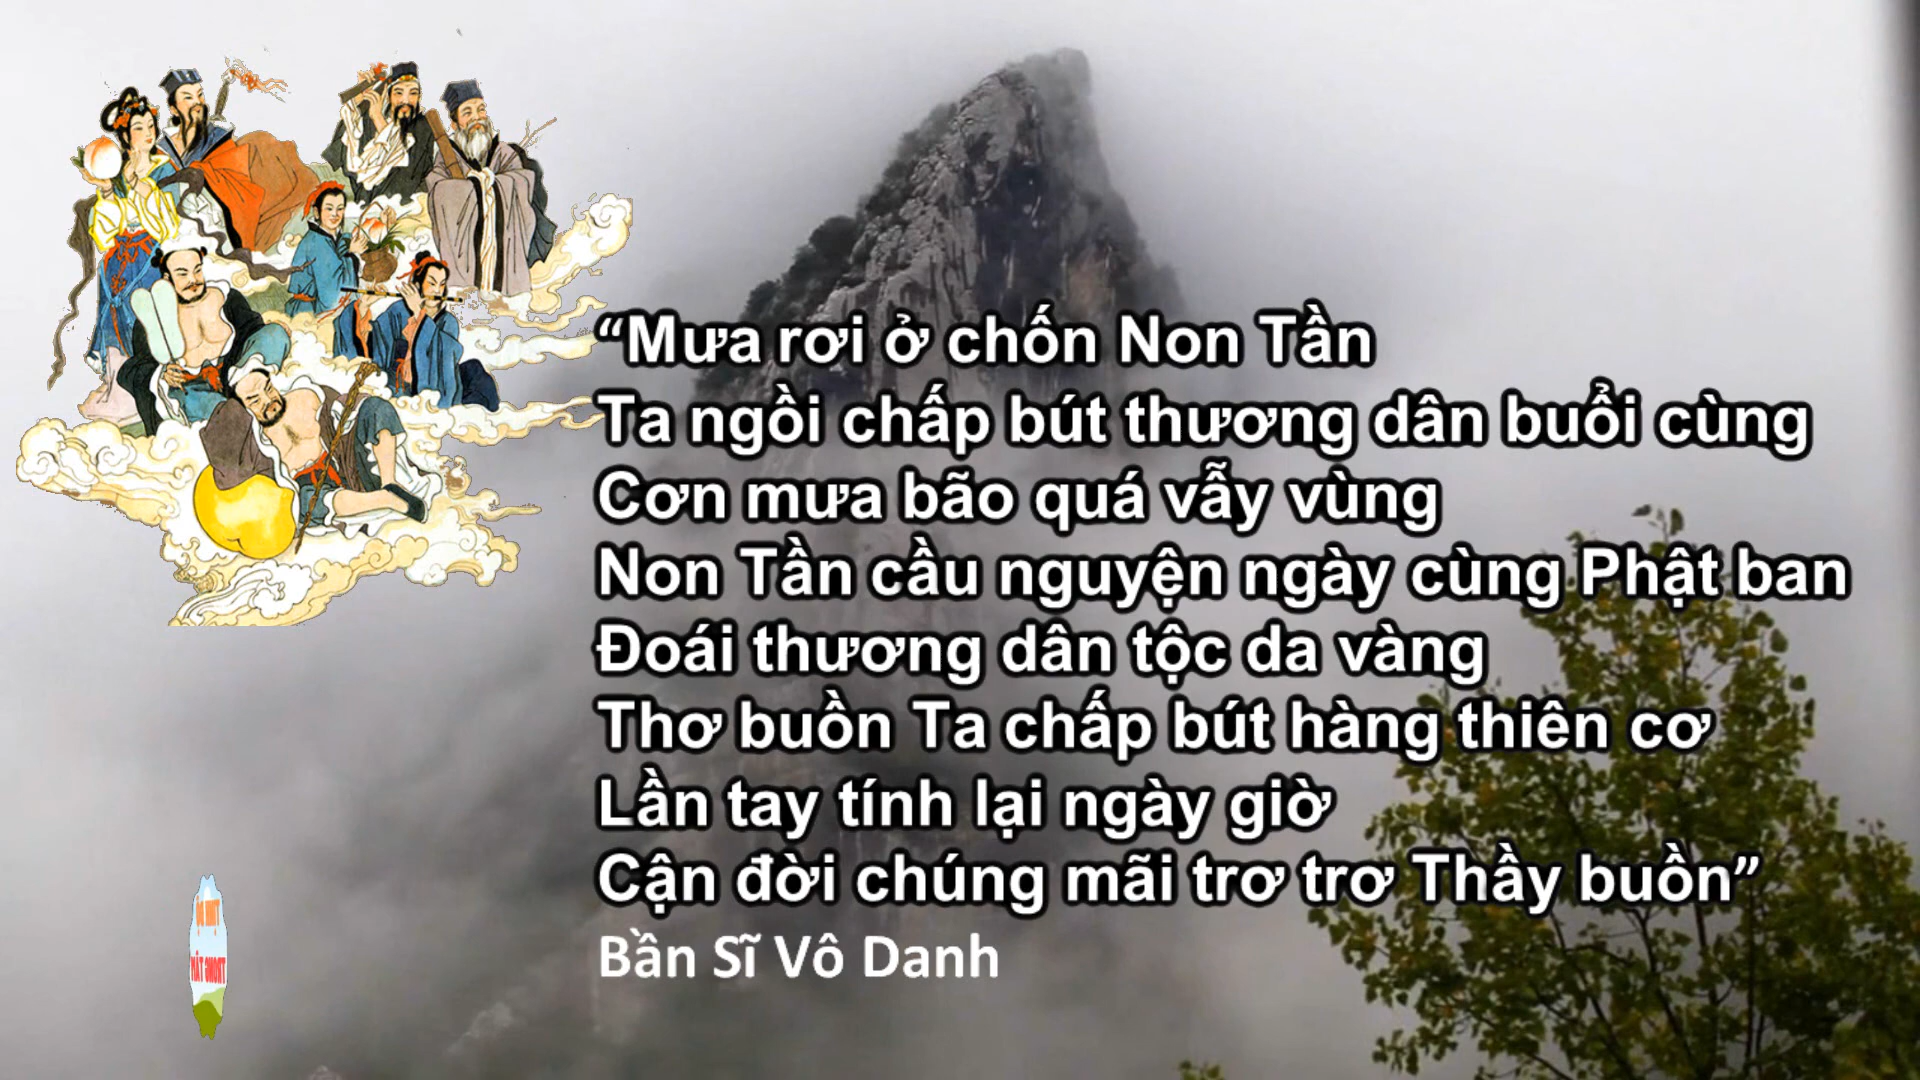 “Mưa rơi ở chốn Non Tần
Ta ngồi chấp bút thương dân buổi cùng
Cơn mưa bão quá vẫy vùng
Non Tần cầu nguyện ngày cùng Phật ban
Đoái thương dân tộc da vàng
Thơ buồn Ta chấp bút hàng thiên cơ
Lần tay tính lại ngày giờ
Cận đời chúng mãi trơ trơ Thầy buồn”
Bần Sĩ Vô Danh